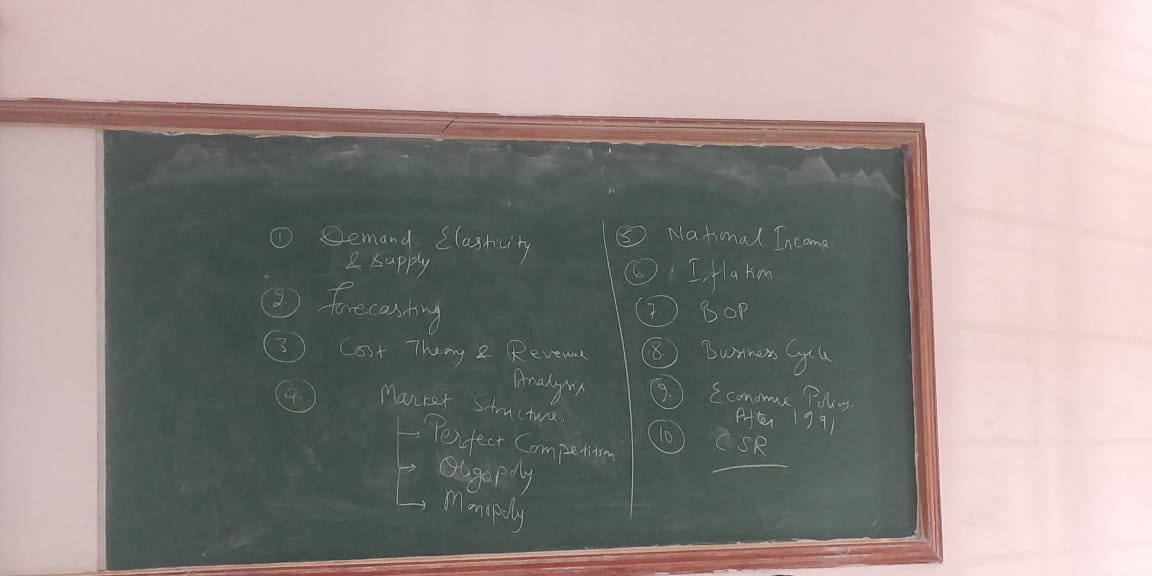 ① Demand, Elasticity
& Supply
② Forecasting
③ Cost Theory & Revenue
Analysis
④ Market Structure.
→ Perfect Competition
→ Oligopoly
→ Monopoly
⑤ National Income
⑥ Inflation
⑦ BOP
⑧ Business Cycle
⑨ Economic Policy
After 1991
⑩ CSR